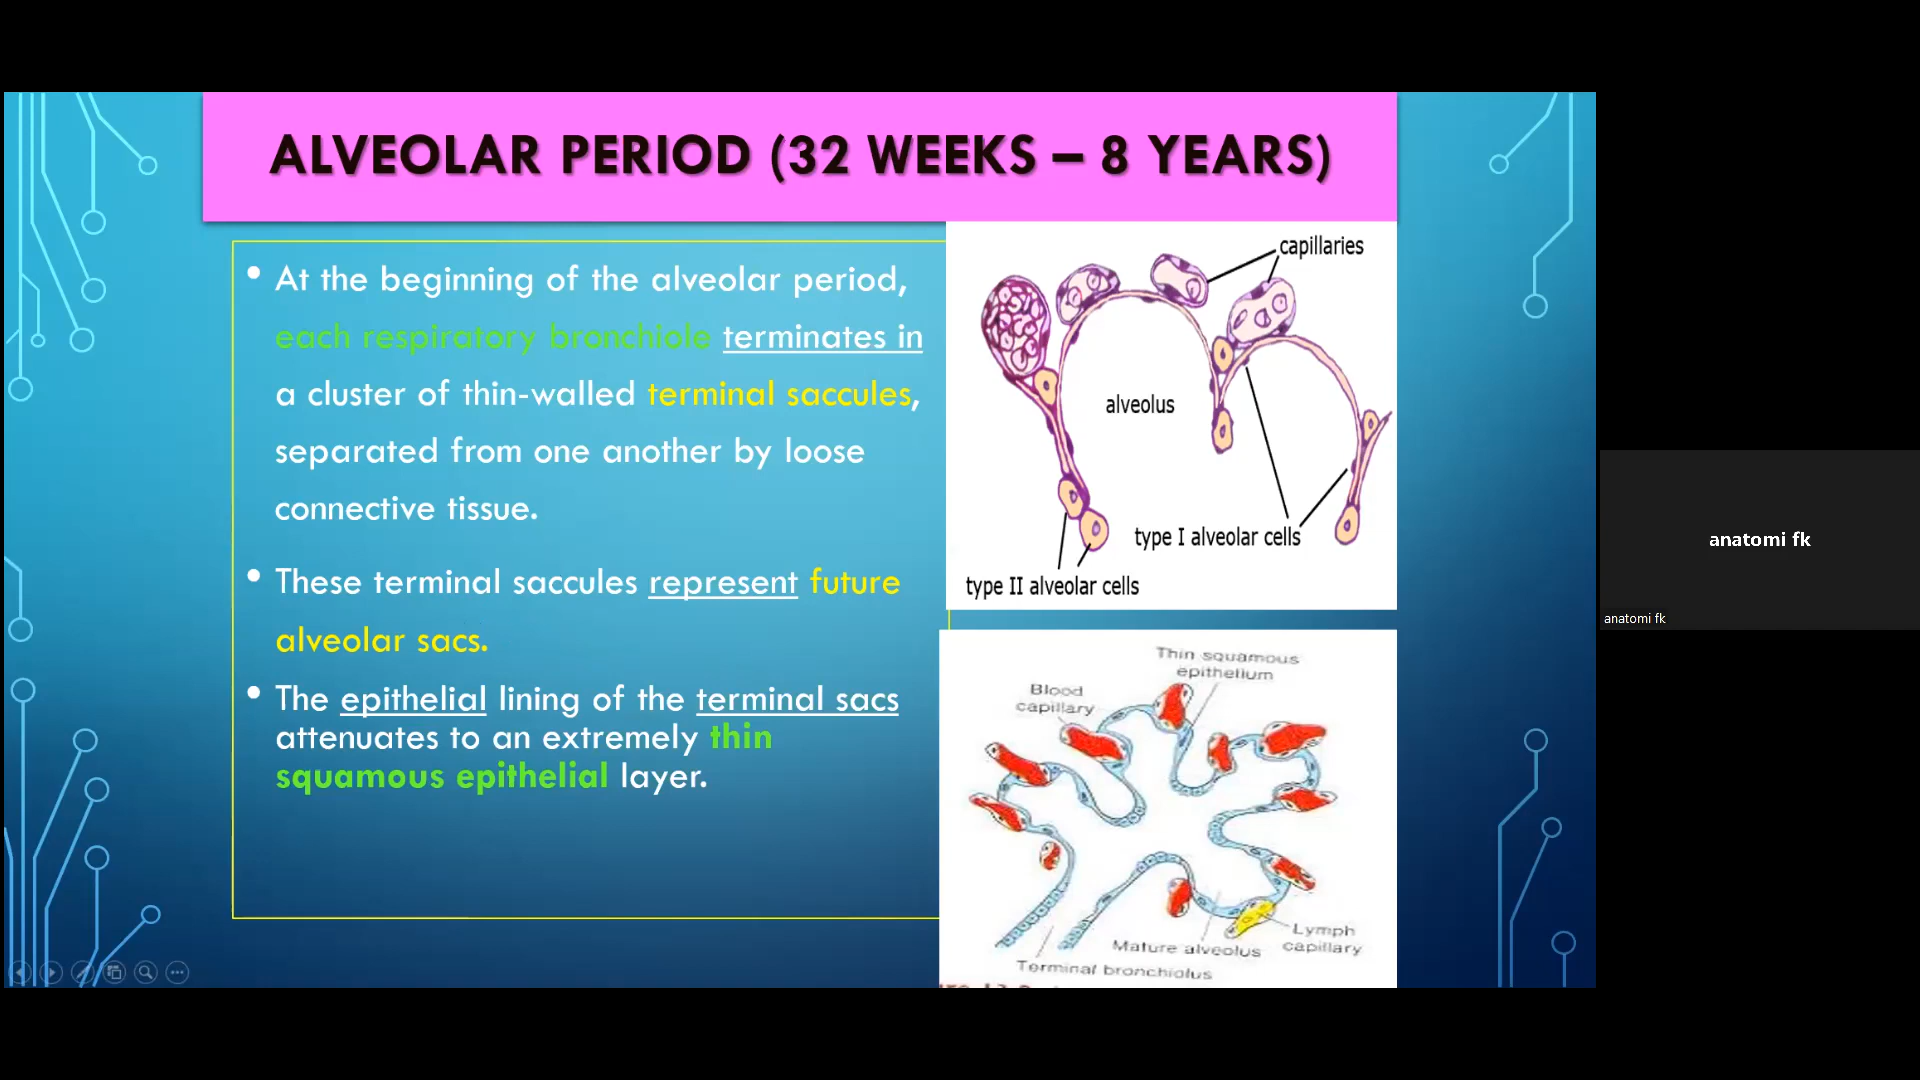 ALVEOLAR PERIOD (32 WEEKS – 8 YEARS)
• At the beginning of the alveolar period,
each respiratory bronchiole terminates in
a cluster of thin-walled terminal saccules,
separated from one another by loose
connective tissue.
• These terminal saccules represent future
alveolar sacs.
• The epithelial lining of the terminal sacs
attenuates to an extremely thin
squamous epithelial layer.
capillaries
alveolus
type I alveolar cells
type II alveolar cells
Thin squamous
epithelium
Blood
capillary
Lymph
capillary
Mature alveolus
Terminal bronchiolus
anatomi fk
anatomi fk